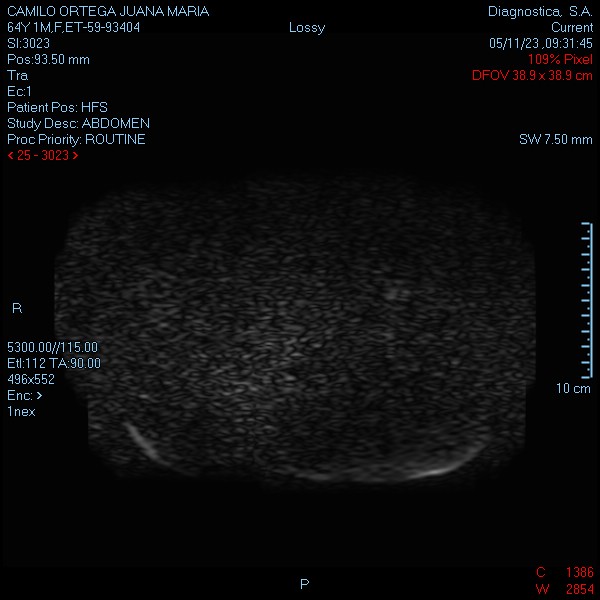 CAMILO ORTEGA JUANA MARIA
64Y 1M,F,ET-59-93404
SI:3023
Pos:93.50 mm
Tra
Ec:1
Patient Pos: HFS
Study Desc: ABDOMEN
Proc Priority: ROUTINE
< 25 - 3023 >
Lossy
Diagnostica, S.A.
Current
05/11/23 ,09:31:45
109% Pixel
DFOV 38.9 x 38.9 cm
SW 7.50 mm
R
5300.00//115.00
Etl:112 TA:90.00
496x552
Enc: >
1nex
10 cm
P
C 1386
W 2854